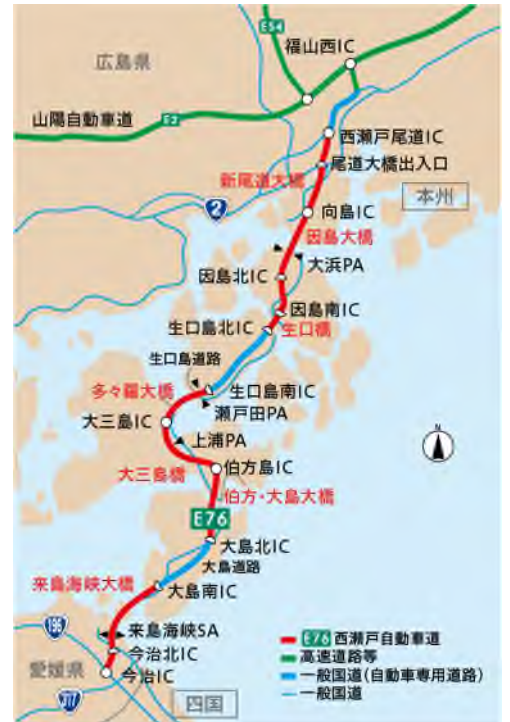 E54
福山西IC
広島県
山陽自動車道
E2
西瀬戸尾道IC
尾道大橋出入口
新尾道大橋
本州
2
向島IC
因島大橋
大浜PA
因島北IC
因島南IC
生口島北IC
生口橋
生口島道路
多々羅大橋
生口島南IC
瀬戸田PA
大三島IC
上浦PA
N
大三島橋
伯方島IC
伯方・大島大橋
E76
大島北IC
大島道路
来島海峡大橋
大島南IC
196
来島海峡SA
今治北IC
愛媛県
今治IC
317
四国
E76 西瀬戸自動車道
高速道路等
一般国道(自動車専用道路)
一般国道